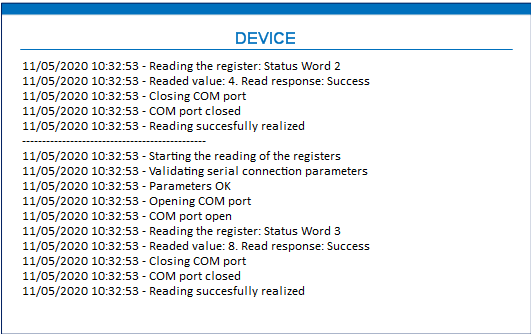 DEVICE
11/05/2020 10:32:53 - Reading the register: Status Word 2
11/05/2020 10:32:53 - Readed value: 4. Read response: Success
11/05/2020 10:32:53 - Closing COM port
11/05/2020 10:32:53 - COM port closed
11/05/2020 10:32:53 - Reading succesfully realized
----------------------------------------------
11/05/2020 10:32:53 - Starting the reading of the registers
11/05/2020 10:32:53 - Validating serial connection parameters
11/05/2020 10:32:53 - Parameters OK
11/05/2020 10:32:53 - Opening COM port
11/05/2020 10:32:53 - COM port open
11/05/2020 10:32:53 - Reading the register: Status Word 3
11/05/2020 10:32:53 - Readed value: 8. Read response: Success
11/05/2020 10:32:53 - Closing COM port
11/05/2020 10:32:53 - COM port closed
11/05/2020 10:32:53 - Reading succesfully realized